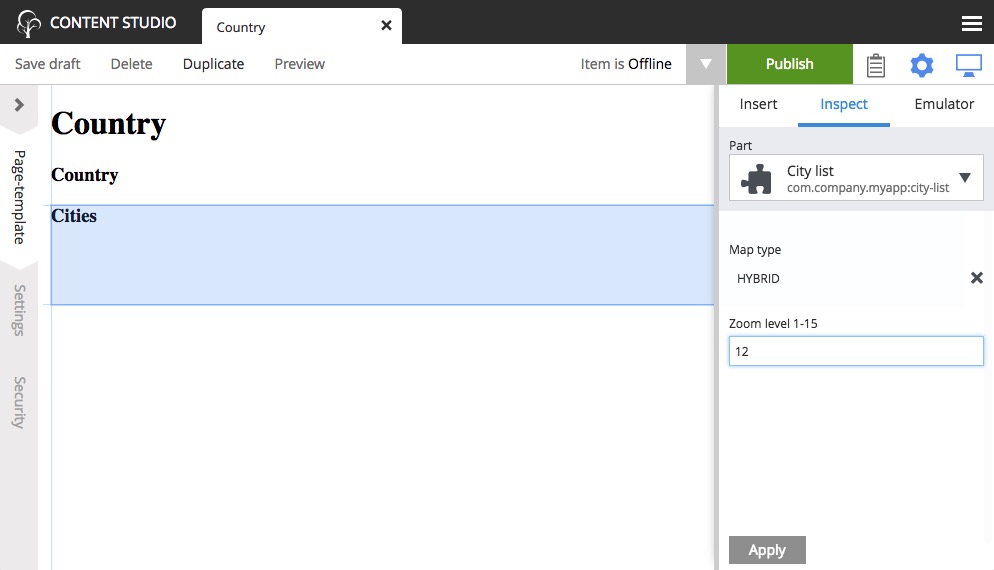 CONTENT STUDIO
Country
Save draft Delete Duplicate Preview Item is Offline Publish
Page-template
Settings
Security
Country
Country
Cities
Insert Inspect Emulator
Part
City list
com.company.myapp:city-list
Map type
HYBRID
Zoom level 1-15
12
Apply